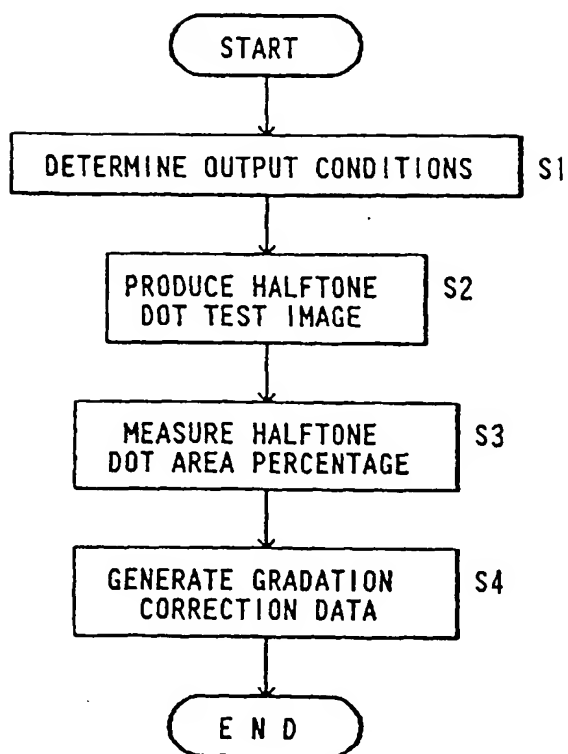 START
DETERMINE OUTPUT CONDITIONS S1
PRODUCE HALFTONE S2
DOT TEST IMAGE
MEASURE HALFTONE S3
DOT AREA PERCENTAGE
GENERATE GRADATION S4
CORRECTION DATA
E N D